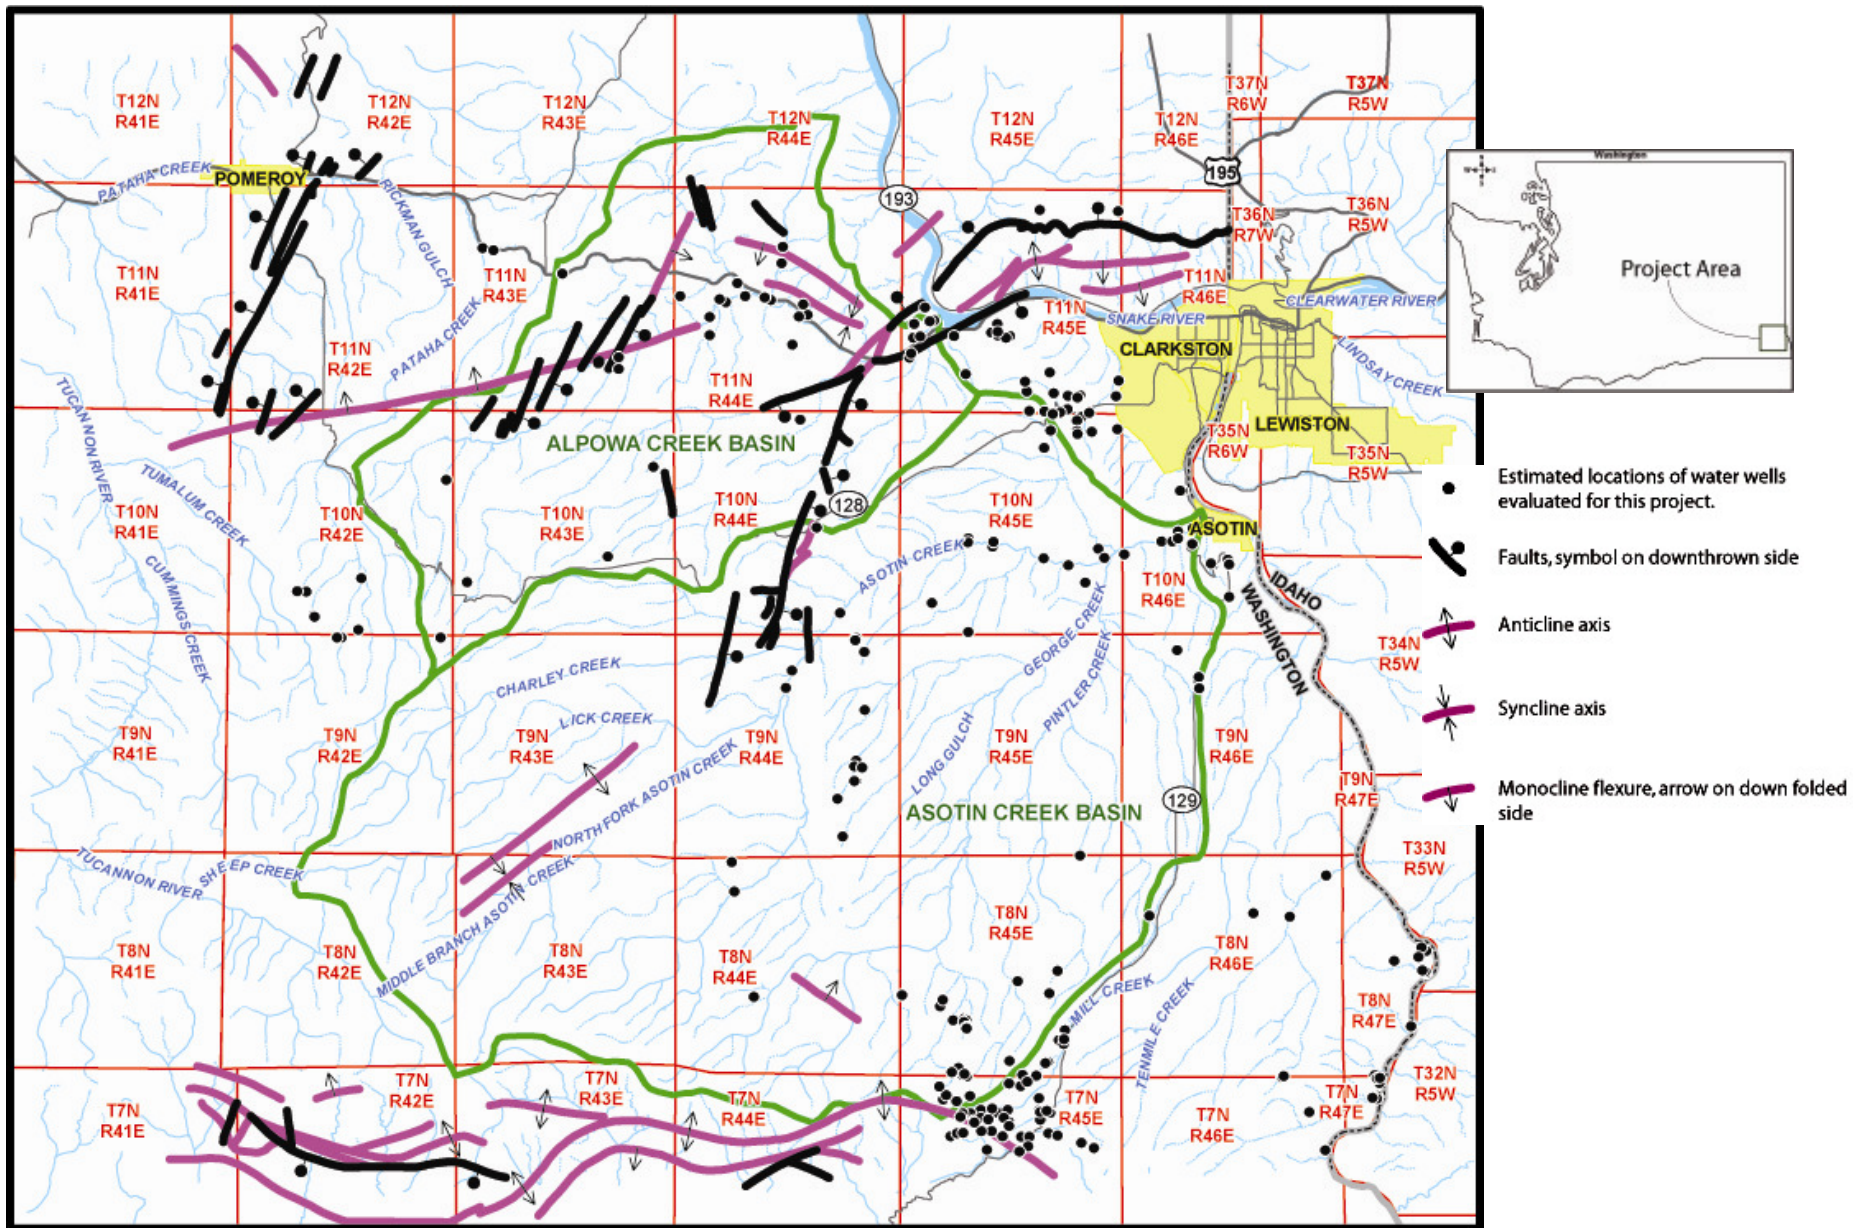 T12N
R41E
T12N
R42E
T12N
R43E
T12N
R44E
T12N
R45E
T12N
R46E
T37N
R6W
T37N
R5W
Washington
PATAHA CREEK
POMEROY
RICKMAN GULCH
193
195
T36N
R7W
T36N
R5W
Project Area
T11N
R41E
T11N
R43E
T11N
R46E
CLEARWATER RIVER
PATAHA CREEK
T11N
R42E
T11N
R45E
SNAKE RIVER
CLARKSTON
LINDSAY CREEK
T11N
R44E
LEWISTON
TUCANNON RIVER
ALPOWA CREEK BASIN
T35N
R6W
T35N
R5W
TUMALUM CREEK
T10N
R41E
T10N
R42E
T10N
R43E
T10N
R44E
128
T10N
R45E
ASOTIN
Estimated locations of water wells
evaluated for this project.
Faults, symbol on downthrown side
CUMMINGS CREEK
ASOTIN CREEK
T10N
R46E
IDAHO
WASHINGTON
GEORGE CREEK
PINTLER CREEK
Anticline axis
T34N
R5W
CHARLEY CREEK
LICK CREEK
Syncline axis
T9N
R41E
T9N
R42E
T9N
R43E
T9N
R44E
T9N
R45E
T9N
R46E
LONG GULCH
NORTH FORK ASOTIN CREEK
T9N
R47E
Monocline flexure, arrow on down folded
side
ASOTIN CREEK BASIN
129
TUCANNON RIVER
SHEEP CREEK
MIDDLE BRANCH ASOTIN CREEK
T33N
R5W
T8N
R41E
T8N
R42E
T8N
R43E
T8N
R44E
T8N
R45E
T8N
R46E
T8N
R47E
MILL CREEK
TENMILE CREEK
T7N
R41E
T7N
R42E
T7N
R43E
T7N
R44E
T7N
R45E
T7N
R46E
T7N
R47E
T32N
R5W